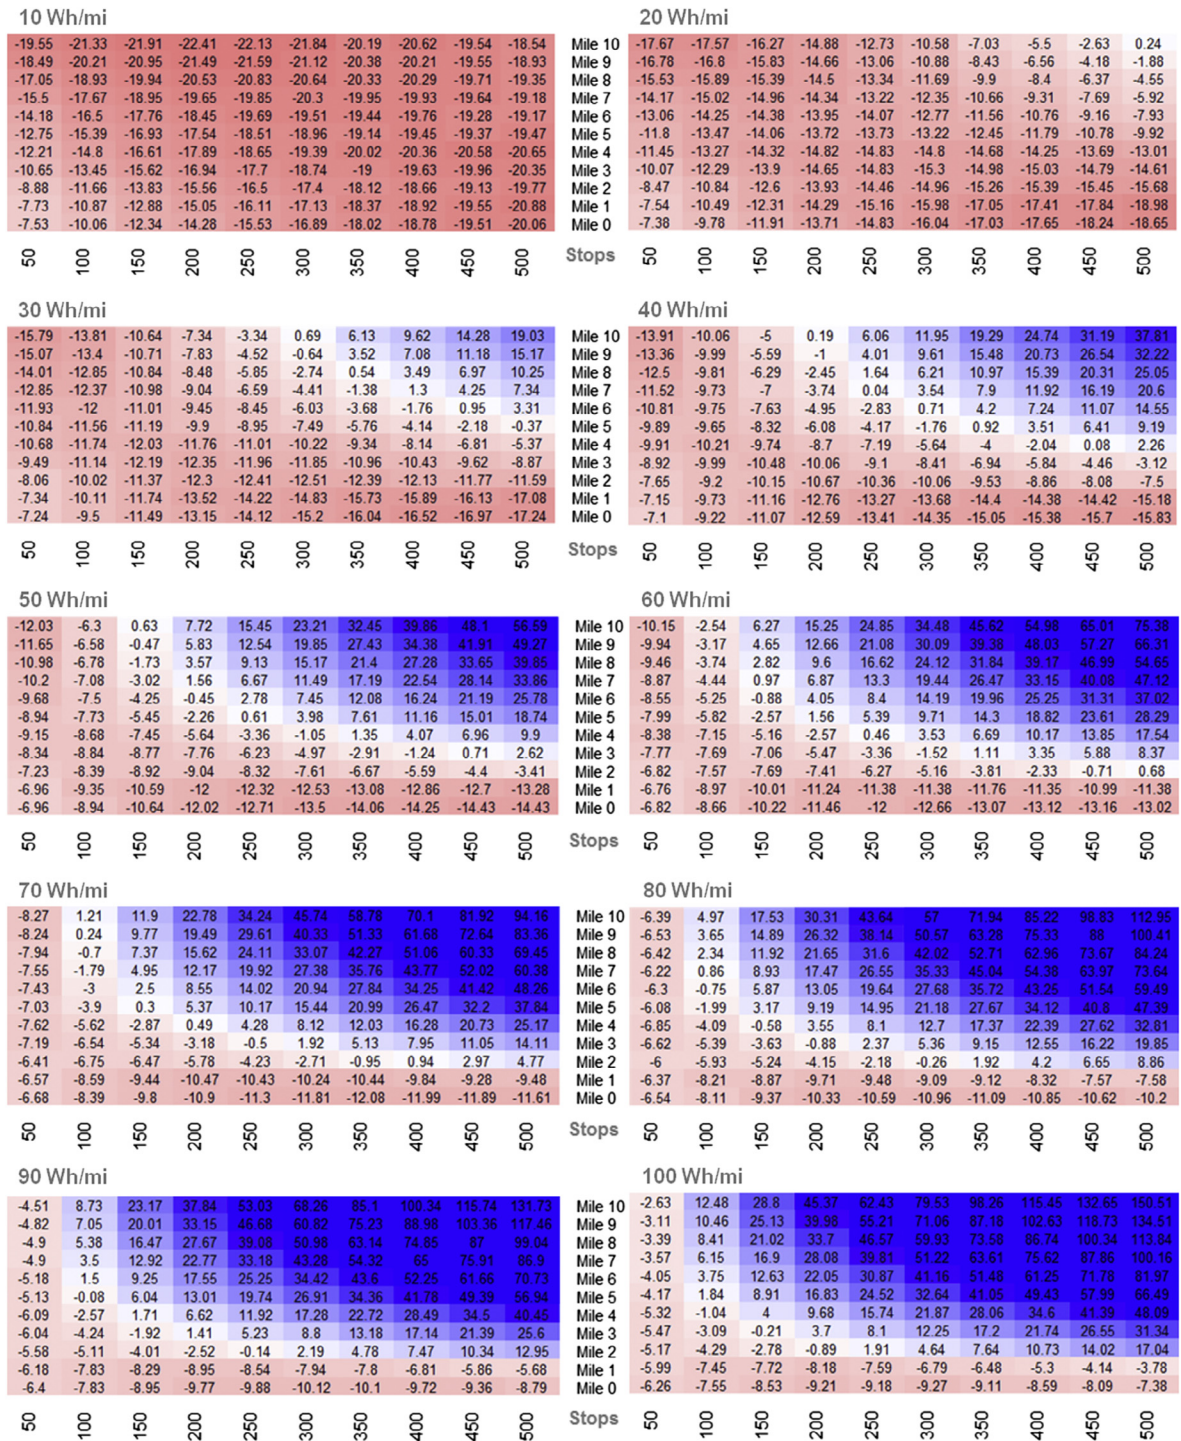 10 Wh/mi 20 Wh/mi
-19.55 -21.33 -21.91 -22.41 -22.13 -21.84 -20.19 -20.62 -19.54 -18.54 Mile 10 -17.67 -17.57 -16.27 -14.88 -12.73 -10.58 -7.03 -5.5 -2.63 0.24
-18.49 -20.21 -20.95 -21.49 -21.59 -21.12 -20.38 -20.21 -19.55 -18.93 Mile 9 -16.78 -16.8 -15.83 -14.66 -13.06 -10.88 -8.43 -6.56 -4.18 -1.88
-17.05 -18.93 -19.94 -20.53 -20.83 -20.64 -20.33 -20.29 -19.71 -19.35 Mile 8 -15.53 -15.89 -15.39 -14.5 -13.34 -11.69 -9.9 -8.4 -6.37 -4.55
-15.5 -17.67 -18.95 -19.65 -19.85 -20.3 -19.95 -19.93 -19.64 -19.18 Mile 7 -14.17 -15.02 -14.96 -14.34 -13.22 -12.35 -10.66 -9.31 -7.69 -5.92
-14.18 -16.5 -17.76 -18.45 -19.69 -19.51 -19.44 -19.76 -19.28 -19.17 Mile 6 -13.06 -14.25 -14.38 -13.95 -14.07 -12.77 -11.56 -10.76 -9.16 -7.93
-12.75 -15.39 -16.93 -17.54 -18.51 -18.96 -19.14 -19.45 -19.37 -19.47 Mile 5 -11.8 -13.47 -14.06 -13.72 -13.73 -13.22 -12.45 -11.79 -10.78 -9.92
-12.21 -14.8 -16.61 -17.89 -18.65 -19.39 -20.02 -20.36 -20.58 -20.65 Mile 4 -11.45 -13.27 -14.32 -14.82 -14.83 -14.8 -14.68 -14.25 -13.69 -13.01
-10.65 -13.45 -15.62 -16.94 -17.7 -18.74 -19 -19.63 -19.96 -20.35 Mile 3 -10.07 -12.29 -13.9 -14.65 -14.83 -15.3 -14.98 -15.03 -14.79 -14.61
-8.88 -11.66 -13.83 -15.56 -16.5 -17.4 -18.12 -18.66 -19.13 -19.77 Mile 2 -8.47 -10.84 -12.6 -13.93 -14.46 -14.96 -15.26 -15.39 -15.45 -15.68
-7.73 -10.87 -12.88 -15.05 -16.11 -17.13 -18.37 -18.92 -19.55 -20.88 Mile 1 -7.54 -10.49 -12.31 -14.29 -15.16 -15.98 -17.05 -17.41 -17.84 -18.98
-7.53 -10.06 -12.34 -14.28 -15.53 -16.89 -18.02 -18.78 -19.51 -20.06 Mile 0 -7.38 -9.78 -11.91 -13.71 -14.83 -16.04 -17.03 -17.65 -18.24 -18.65
50 100 150 200 250 300 350 400 450 500 Stops 50 100 150 200 250 300 350 400 450 500
30 Wh/mi 40 Wh/mi
-15.79 -13.81 -10.64 -7.34 -3.34 0.69 6.13 9.62 14.28 19.03 Mile 10 -13.91 -10.06 -5 0.19 6.06 11.95 19.29 24.74 31.19 37.81
-15.07 -13.4 -10.71 -7.83 -4.52 -0.64 3.52 7.08 11.18 15.17 Mile 9 -13.36 -9.99 -5.59 -1 4.01 9.61 15.48 20.73 26.54 32.22
-14.01 -12.85 -10.84 -8.48 -5.85 -2.74 0.54 3.49 6.97 10.25 Mile 8 -12.5 -9.81 -6.29 -2.45 1.64 6.21 10.97 15.39 20.31 25.05
-12.85 -12.37 -10.98 -9.04 -6.59 -4.41 -1.38 1.3 4.25 7.34 Mile 7 -11.52 -9.73 -7 -3.74 0.04 3.54 7.9 11.92 16.19 20.6
-11.93 -12 -11.01 -9.45 -8.45 -6.03 -3.68 -1.76 0.95 3.31 Mile 6 -10.81 -9.75 -7.63 -4.95 -2.83 0.71 4.2 7.24 11.07 14.55
-10.84 -11.56 -11.19 -9.9 -8.95 -7.49 -5.76 -4.14 -2.18 -0.37 Mile 5 -9.89 -9.65 -8.32 -6.08 -4.17 -1.76 0.92 3.51 6.41 9.19
-10.68 -11.74 -12.03 -11.76 -11.01 -10.22 -9.34 -8.14 -6.81 -5.37 Mile 4 -9.91 -10.21 -9.74 -8.7 -7.19 -5.64 -4 -2.04 0.08 2.26
-9.49 -11.14 -12.19 -12.35 -11.96 -11.85 -10.96 -10.43 -9.62 -8.87 Mile 3 -8.92 -9.99 -10.48 -10.06 -9.1 -8.41 -6.94 -5.84 -4.46 -3.12
-8.06 -10.02 -11.37 -12.3 -12.41 -12.51 -12.39 -12.13 -11.77 -11.59 Mile 2 -7.65 -9.2 -10.15 -10.67 -10.36 -10.06 -9.53 -8.86 -8.08 -7.5
-7.34 -10.11 -11.74 -13.52 -14.22 -14.83 -15.73 -15.89 -16.13 -17.08 Mile 1 -7.15 -9.73 -11.16 -12.76 -13.27 -13.68 -14.4 -14.38 -14.42 -15.18
-7.24 -9.5 -11.49 -13.15 -14.12 -15.2 -16.04 -16.52 -16.97 -17.24 Mile 0 -7.1 -9.22 -11.07 -12.59 -13.41 -14.35 -15.05 -15.38 -15.7 -15.83
50 100 150 200 250 300 350 400 450 500 Stops 50 100 150 200 250 300 350 400 450 500
50 Wh/mi 60 Wh/mi
-12.03 -6.3 0.63 7.72 15.45 23.21 32.45 39.86 48.1 56.59 Mile 10 -10.15 -2.54 6.27 15.25 24.85 34.48 45.62 54.98 65.01 75.38
-11.65 -6.58 -0.47 5.83 12.54 19.85 27.43 34.38 41.91 49.27 Mile 9 -9.94 -3.17 4.65 12.66 21.08 30.09 39.38 48.03 57.27 66.31
-10.98 -6.78 -1.73 3.57 9.13 15.17 21.4 27.28 33.65 39.85 Mile 8 -9.46 -3.74 2.82 9.6 16.62 24.12 31.84 39.17 46.99 54.65
-10.2 -7.08 -3.02 1.56 6.67 11.49 17.19 22.54 28.14 33.86 Mile 7 -8.87 -4.44 0.97 6.87 13.3 19.44 26.47 33.15 40.08 47.12
-9.68 -7.5 -4.25 -0.45 2.78 7.45 12.08 16.24 21.19 25.78 Mile 6 -8.55 -5.25 -0.88 4.05 8.4 14.19 19.96 25.25 31.31 37.02
-8.94 -7.73 -5.45 -2.26 0.61 3.98 7.61 11.16 15.01 18.74 Mile 5 -7.99 -5.82 -2.57 1.56 5.39 9.71 14.3 18.82 23.61 28.29
-9.15 -8.68 -7.45 -5.64 -3.36 -1.05 1.35 4.07 6.96 9.9 Mile 4 -8.38 -7.15 -5.16 -2.57 0.46 3.53 6.69 10.17 13.85 17.54
-8.34 -8.84 -8.77 -7.76 -6.23 -4.97 -2.91 -1.24 0.71 2.62 Mile 3 -7.77 -7.69 -7.06 -5.47 -3.36 -1.52 1.11 3.35 5.88 8.37
-7.23 -8.39 -8.92 -9.04 -8.32 -7.61 -6.67 -5.59 -4.4 -3.41 Mile 2 -6.82 -7.57 -7.69 -7.41 -6.27 -5.16 -3.81 -2.33 -0.71 0.68
-6.96 -9.35 -10.59 -12 -12.32 -12.53 -13.08 -12.86 -12.7 -13.28 Mile 1 -6.76 -8.97 -10.01 -11.24 -11.38 -11.38 -11.76 -11.35 -10.99 -11.38
-6.96 -8.94 -10.64 -12.02 -12.71 -13.5 -14.06 -14.25 -14.43 -14.43 Mile 0 -6.82 -8.66 -10.22 -11.46 -12 -12.66 -13.07 -13.12 -13.16 -13.02
50 100 150 200 250 300 350 400 450 500 Stops 50 100 150 200 250 300 350 400 450 500
70 Wh/mi 80 Wh/mi
-8.27 1.21 11.9 22.78 34.24 45.74 58.78 70.1 81.92 94.16 Mile 10 -6.39 4.97 17.53 30.31 43.64 57 71.94 85.22 98.83 112.95
-8.24 0.24 9.77 19.49 29.61 40.33 51.33 61.68 72.64 83.36 Mile 9 -6.53 3.65 14.89 26.32 38.14 50.57 63.28 75.33 88 100.41
-7.94 -0.7 7.37 15.62 24.11 33.07 42.27 51.06 60.33 69.45 Mile 8 -6.42 2.34 11.92 21.65 31.6 42.02 52.71 62.96 73.67 84.24
-7.55 -1.79 4.95 12.17 19.92 27.38 35.76 43.77 52.02 60.38 Mile 7 -6.22 0.86 8.93 17.47 26.55 35.33 45.04 54.38 63.97 73.64
-7.43 -3 2.5 8.55 14.02 20.94 27.84 34.25 41.42 48.26 Mile 6 -6.3 -0.75 5.87 13.05 19.64 27.68 35.72 43.25 51.54 59.49
-7.03 -3.9 0.3 5.37 10.17 15.44 20.99 26.47 32.2 37.84 Mile 5 -6.08 -1.99 3.17 9.19 14.95 21.18 27.67 34.12 40.8 47.39
-7.62 -5.62 -2.87 0.49 4.28 8.12 12.03 16.28 20.73 25.17 Mile 4 -6.85 -4.09 -0.58 3.55 8.1 12.7 17.37 22.39 27.62 32.81
-7.19 -6.54 -5.34 -3.18 -0.5 1.92 5.13 7.95 11.05 14.11 Mile 3 -6.62 -5.39 -3.63 -0.88 2.37 5.36 9.15 12.55 16.22 19.85
-6.41 -6.75 -6.47 -5.78 -4.23 -2.71 -0.95 0.94 2.97 4.77 Mile 2 -6 -5.93 -5.24 -4.15 -2.18 -0.26 1.92 4.2 6.65 8.86
-6.57 -8.59 -9.44 -10.47 -10.43 -10.24 -10.44 -9.84 -9.28 -9.48 Mile 1 -6.37 -8.21 -8.87 -9.71 -9.48 -9.09 -9.12 -8.32 -7.57 -7.58
-6.68 -8.39 -9.8 -10.9 -11.3 -11.81 -12.08 -11.99 -11.89 -11.61 Mile 0 -6.54 -8.11 -9.37 -10.33 -10.59 -10.96 -11.09 -10.85 -10.62 -10.2
50 100 150 200 250 300 350 400 450 500 Stops 50 100 150 200 250 300 350 400 450 500
90 Wh/mi 100 Wh/mi
-4.51 8.73 23.17 37.84 53.03 68.26 85.1 100.34 115.74 131.73 Mile 10 -2.63 12.48 28.8 45.37 62.43 79.53 98.26 115.45 132.65 150.51
-4.82 7.05 20.01 33.15 46.68 60.82 75.23 88.98 103.36 117.46 Mile 9 -3.11 10.46 25.13 39.98 55.21 71.06 87.18 102.63 118.73 134.51
-4.9 5.38 16.47 27.67 39.08 50.98 63.14 74.85 87 99.04 Mile 8 -3.39 8.41 21.02 33.7 46.57 59.93 73.58 86.74 100.34 113.84
-4.9 3.5 12.92 22.77 33.18 43.28 54.32 65 75.91 86.9 Mile 7 -3.57 6.15 16.9 28.08 39.81 51.22 63.61 75.62 87.86 100.16
-5.18 1.5 9.25 17.55 25.25 34.42 43.6 52.25 61.66 70.73 Mile 6 -4.05 3.75 12.63 22.05 30.87 41.16 51.48 61.25 71.78 81.97
-5.13 -0.08 6.04 13.01 19.74 26.91 34.36 41.78 49.39 56.94 Mile 5 -4.17 1.84 8.91 16.83 24.52 32.64 41.05 49.43 57.99 66.49
-6.09 -2.57 1.71 6.62 11.92 17.28 22.72 28.49 34.5 40.45 Mile 4 -5.32 -1.04 4 9.68 15.74 21.87 28.06 34.6 41.39 48.09
-6.04 -4.24 -1.92 1.41 5.23 8.8 13.18 17.14 21.39 25.6 Mile 3 -5.47 -3.09 -0.21 3.7 8.1 12.25 17.2 21.74 26.55 31.34
-5.58 -5.11 -4.01 -2.52 -0.14 2.19 4.78 7.47 10.34 12.95 Mile 2 -5.17 -4.29 -2.78 -0.89 1.91 4.64 7.64 10.73 14.02 17.04
-6.18 -7.83 -8.29 -8.95 -8.54 -7.94 -7.8 -6.81 -5.86 -5.68 Mile 1 -5.99 -7.45 -7.72 -8.18 -7.59 -6.79 -6.48 -5.3 -4.14 -3.78
-6.4 -7.83 -8.95 -9.77 -9.88 -10.12 -10.1 -9.72 -9.36 -8.79 Mile 0 -6.26 -7.55 -8.53 -9.21 -9.18 -9.27 -9.11 -8.59 -8.09 -7.38
50 100 150 200 250 300 350 400 450 500 Stops 50 100 150 200 250 300 350 400 450 500